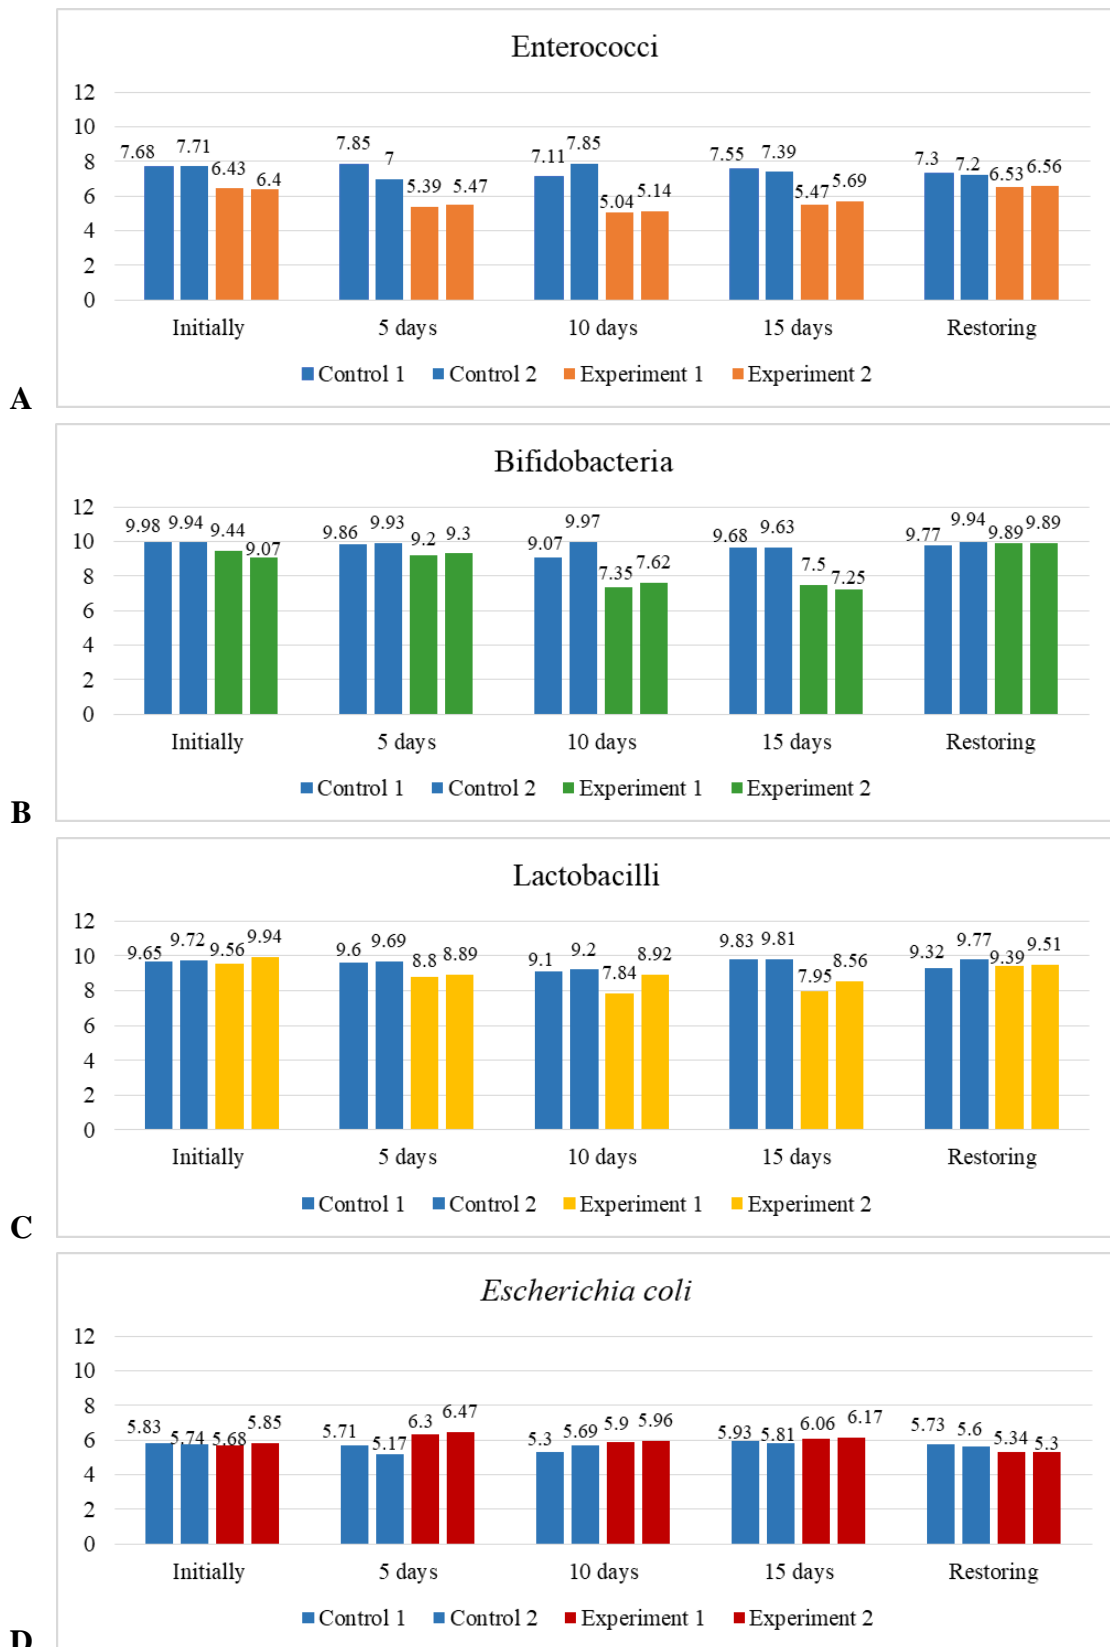 Enterococci
12
10
8
6
4
2
0
7.68 7.71 6.43 6.4
7.85 7 5.39 5.47
7.11 7.85 5.04 5.14
7.55 7.39 5.47 5.69
7.3 7.2 6.53 6.56
Initially 5 days 10 days 15 days Restoring
Control 1 Control 2 Experiment 1 Experiment 2
A
Bifidobacteria
12
10
8
6
4
2
0
9.98 9.94 9.44 9.07
9.86 9.93 9.2 9.3
9.07 9.97 7.35 7.62
9.68 9.63 7.5 7.25
9.77 9.94 9.89 9.89
Initially 5 days 10 days 15 days Restoring
Control 1 Control 2 Experiment 1 Experiment 2
B
Lactobacilli
12
10
8
6
4
2
0
9.65 9.72 9.56 9.94
9.6 9.69 8.8 8.89
9.1 9.2 7.84 8.92
9.83 9.81 7.95 8.56
9.32 9.77 9.39 9.51
Initially 5 days 10 days 15 days Restoring
Control 1 Control 2 Experiment 1 Experiment 2
C
Escherichia coli
12
10
8
6
4
2
0
5.83 5.74 5.68 5.85
5.71 5.17 6.3 6.47
5.3 5.69 5.9 5.96
5.93 5.81 6.06 6.17
5.73 5.6 5.34 5.3
Initially 5 days 10 days 15 days Restoring
Control 1 Control 2 Experiment 1 Experiment 2
D